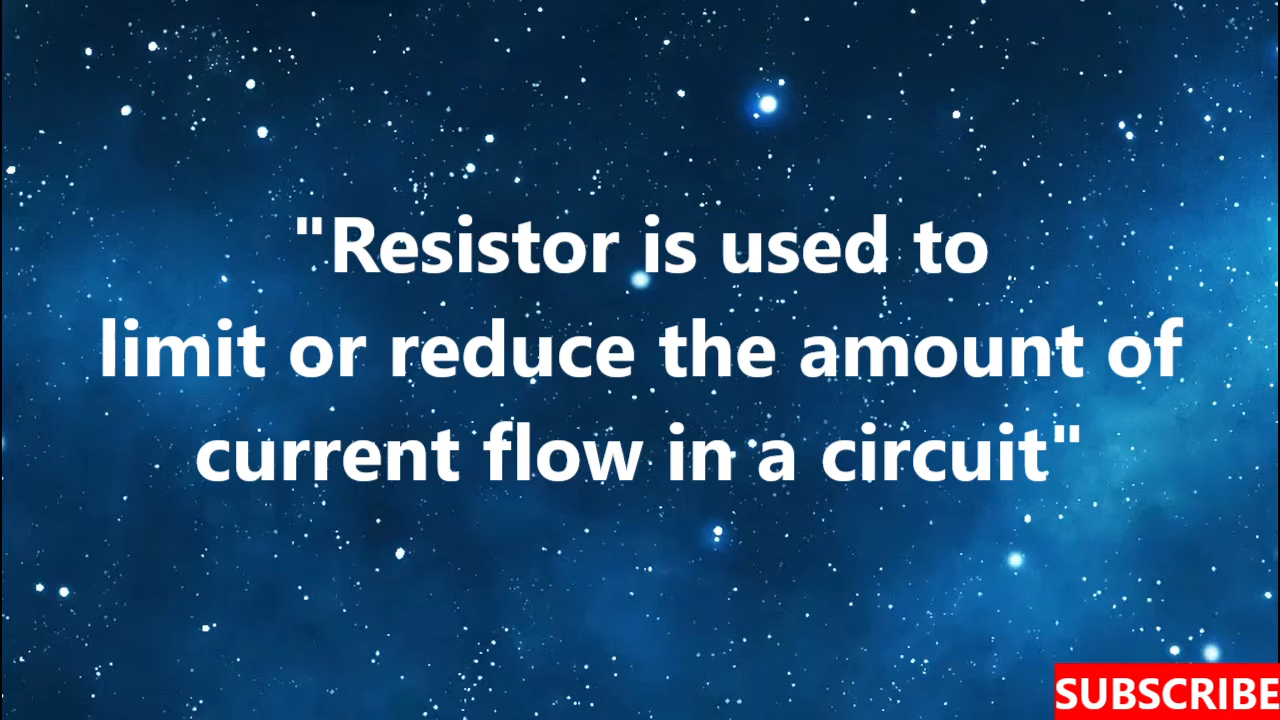 "Resistor is used to
limit or reduce the amount of
current flow in a circuit"
SUBSCRIBE